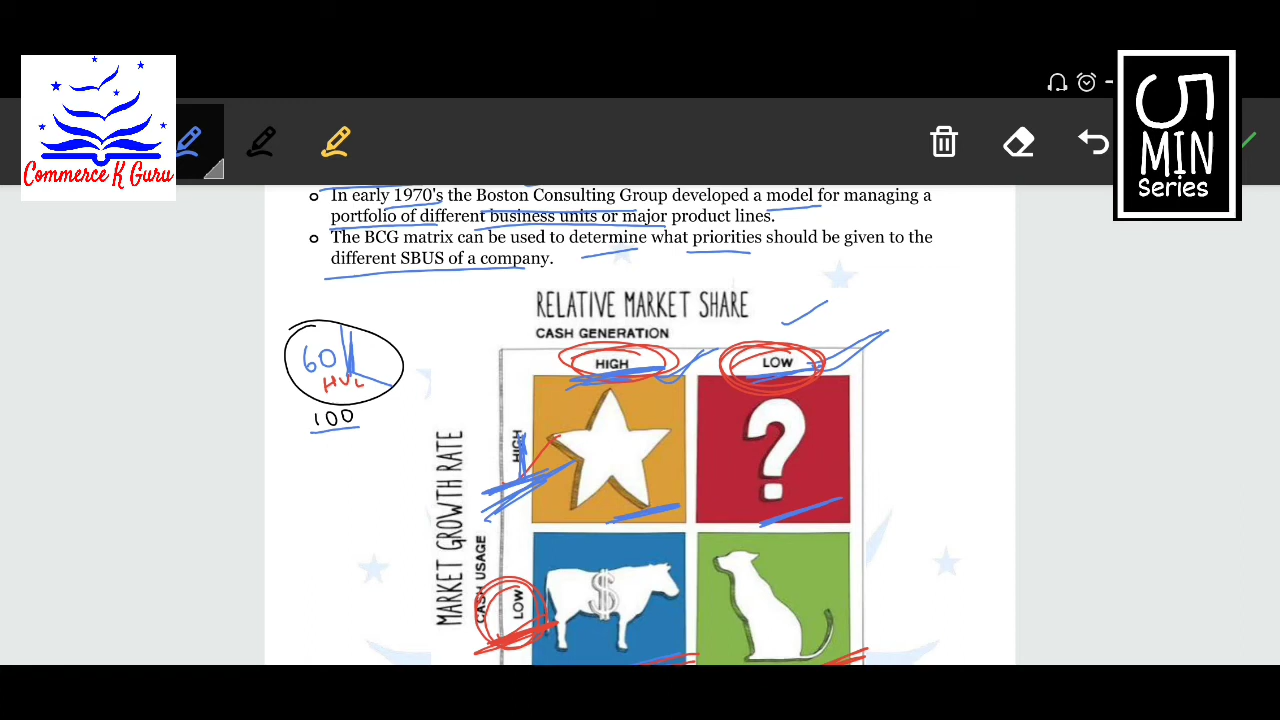 Commerce K Guru
5
MIN
Series
o In early 1970's the Boston Consulting Group developed a model for managing a
portfolio of different business units or major product lines.
o The BCG matrix can be used to determine what priorities should be given to the
different SBUS of a company.
RELATIVE MARKET SHARE
CASH GENERATION
HIGH
LOW
60
HUL
100
MARKET GROWTH RATE
CASH USAGE
HIGH
LOW
?
$